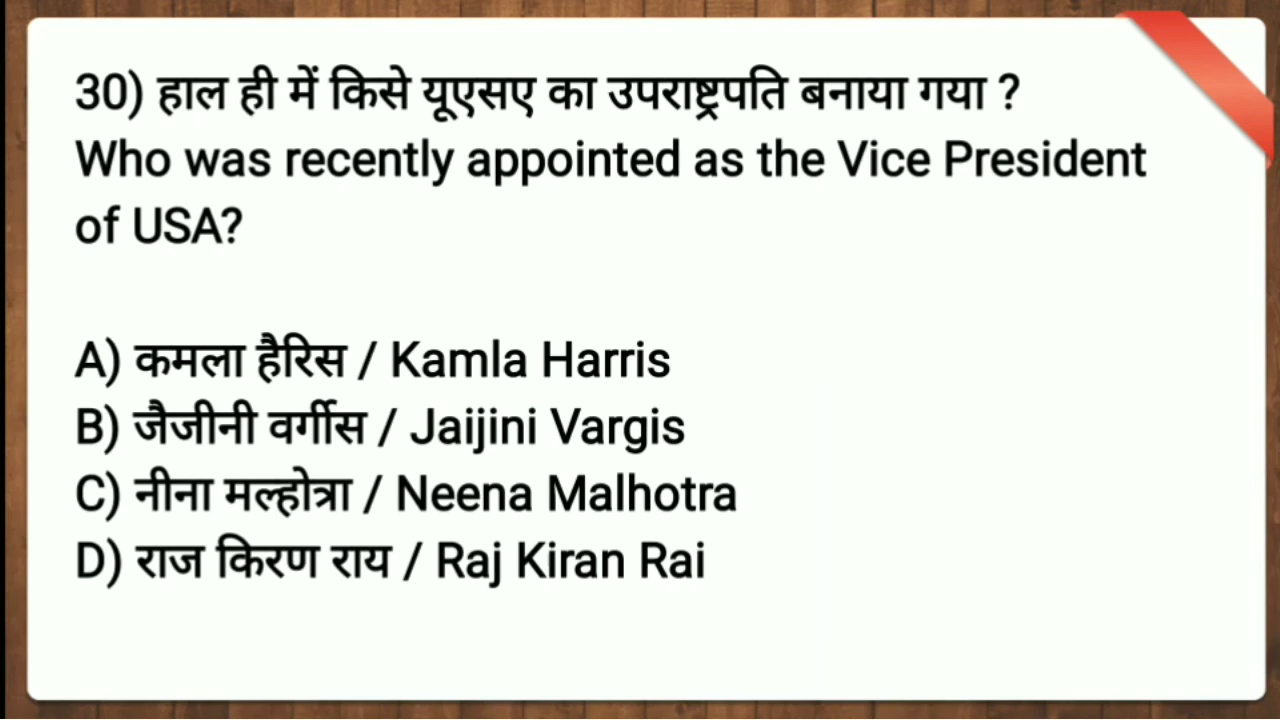 30) हाल ही में किसे यूएसए का उपराष्ट्रपति बनाया गया ?
Who was recently appointed as the Vice President
of USA?
A) कमला हैरिस / Kamla Harris
B) जैजीनी वर्गीस / Jaijini Vargis
C) नीना मल्होत्रा / Neena Malhotra
D) राज किरण राय / Raj Kiran Rai